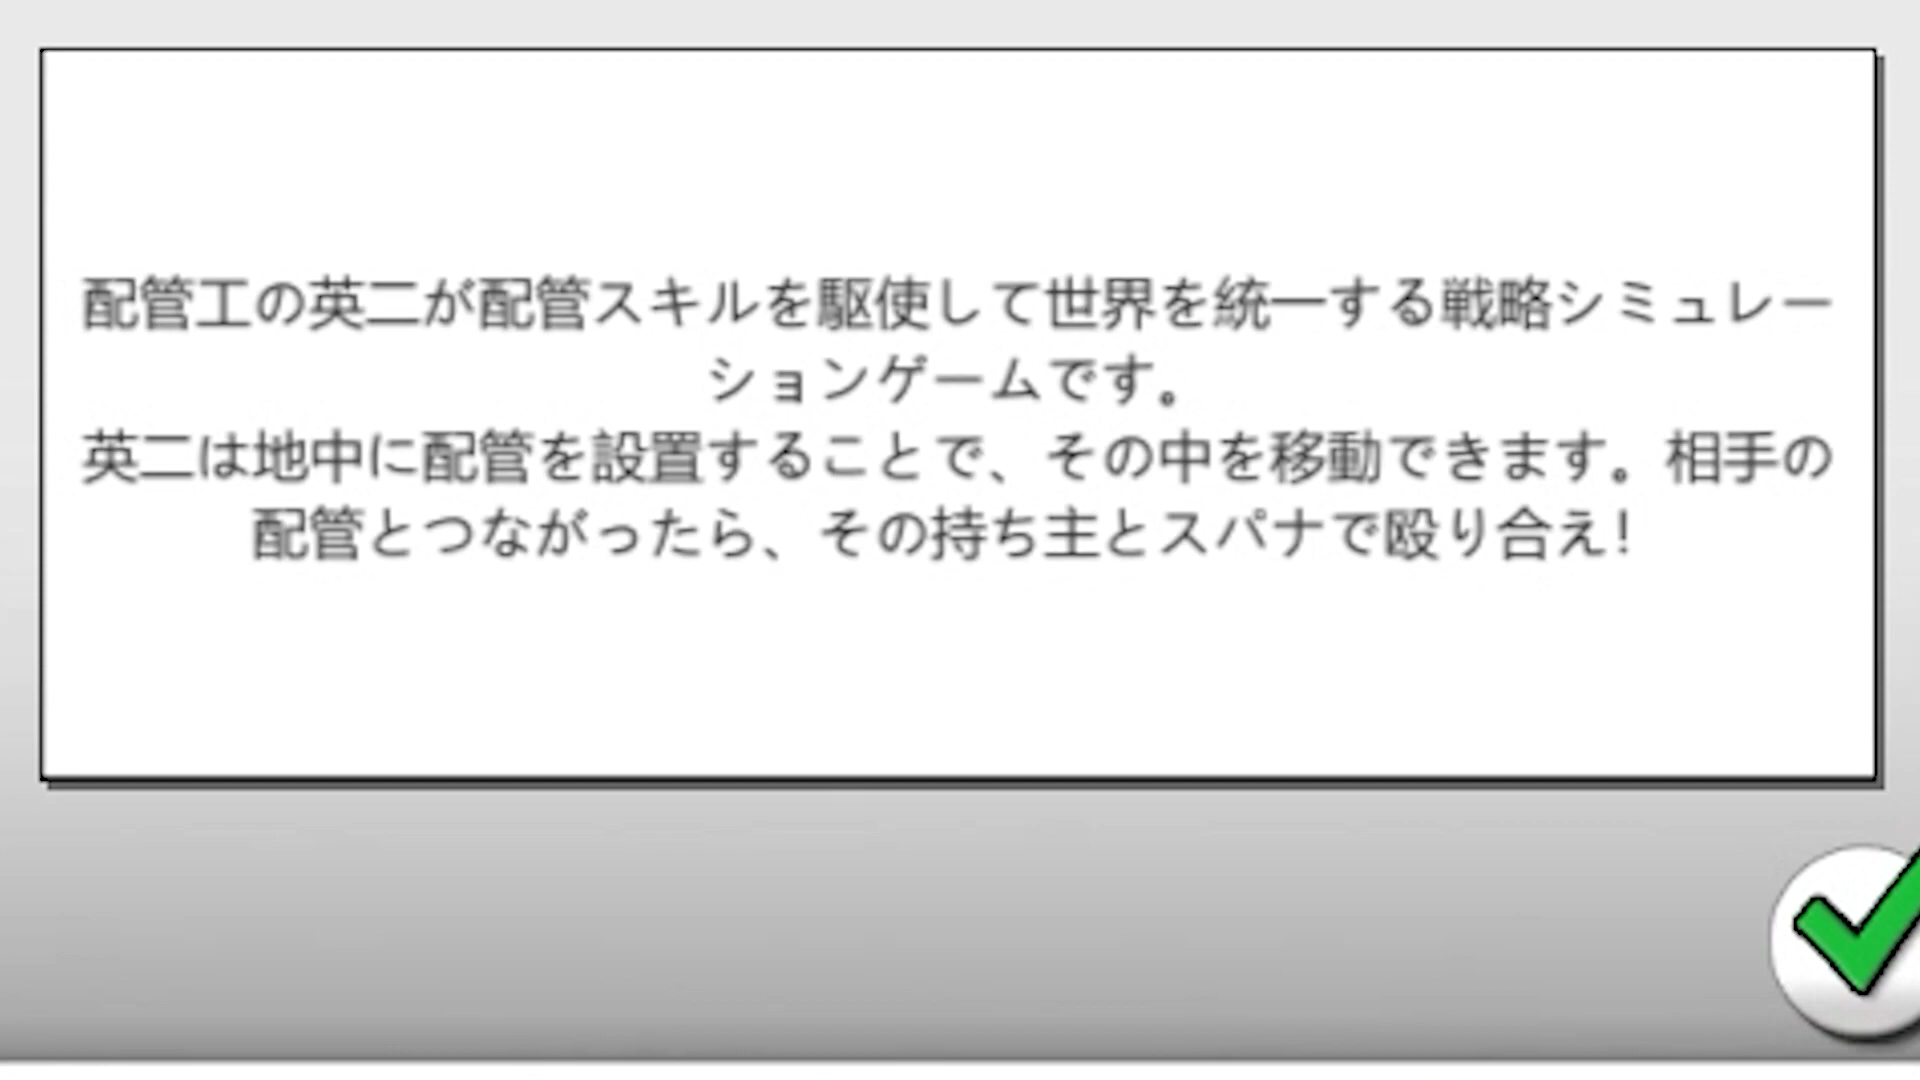 配管工の英二が配管スキルを駆使して世界を統一する戦略シミュレー
ションゲームです。
英二は地中に配管を設置することで、その中を移動できます。相手の
配管とつながったら、その持ち主とスパナで殴り合え!